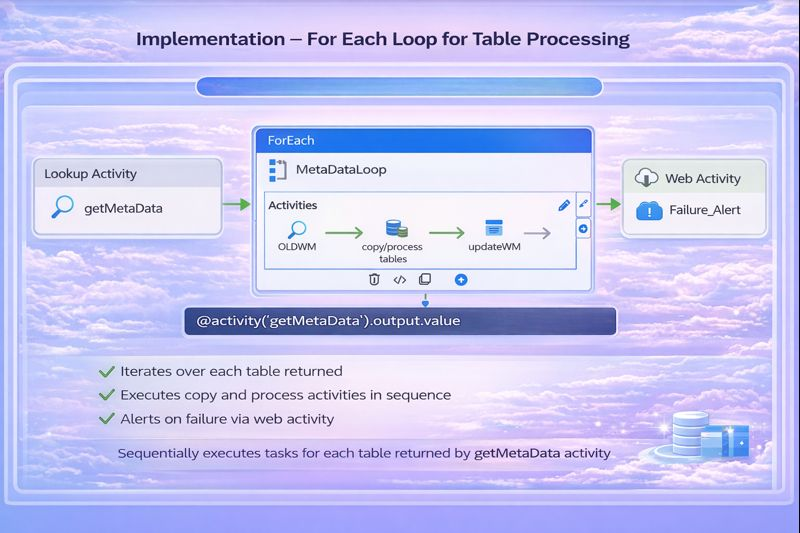 Implementation – For Each Loop for Table Processing
Lookup Activity
getMetaData
ForEach
MetaDataLoop
Activities
OLDWM
copy/process
tables
updateWM
Web Activity
Failure_Alert
@activity('getMetaData').output.value
Iterates over each table returned
Executes copy and process activities in sequence
Alerts on failure via web activity
Sequentially executes tasks for each table returned by getMetaData activity